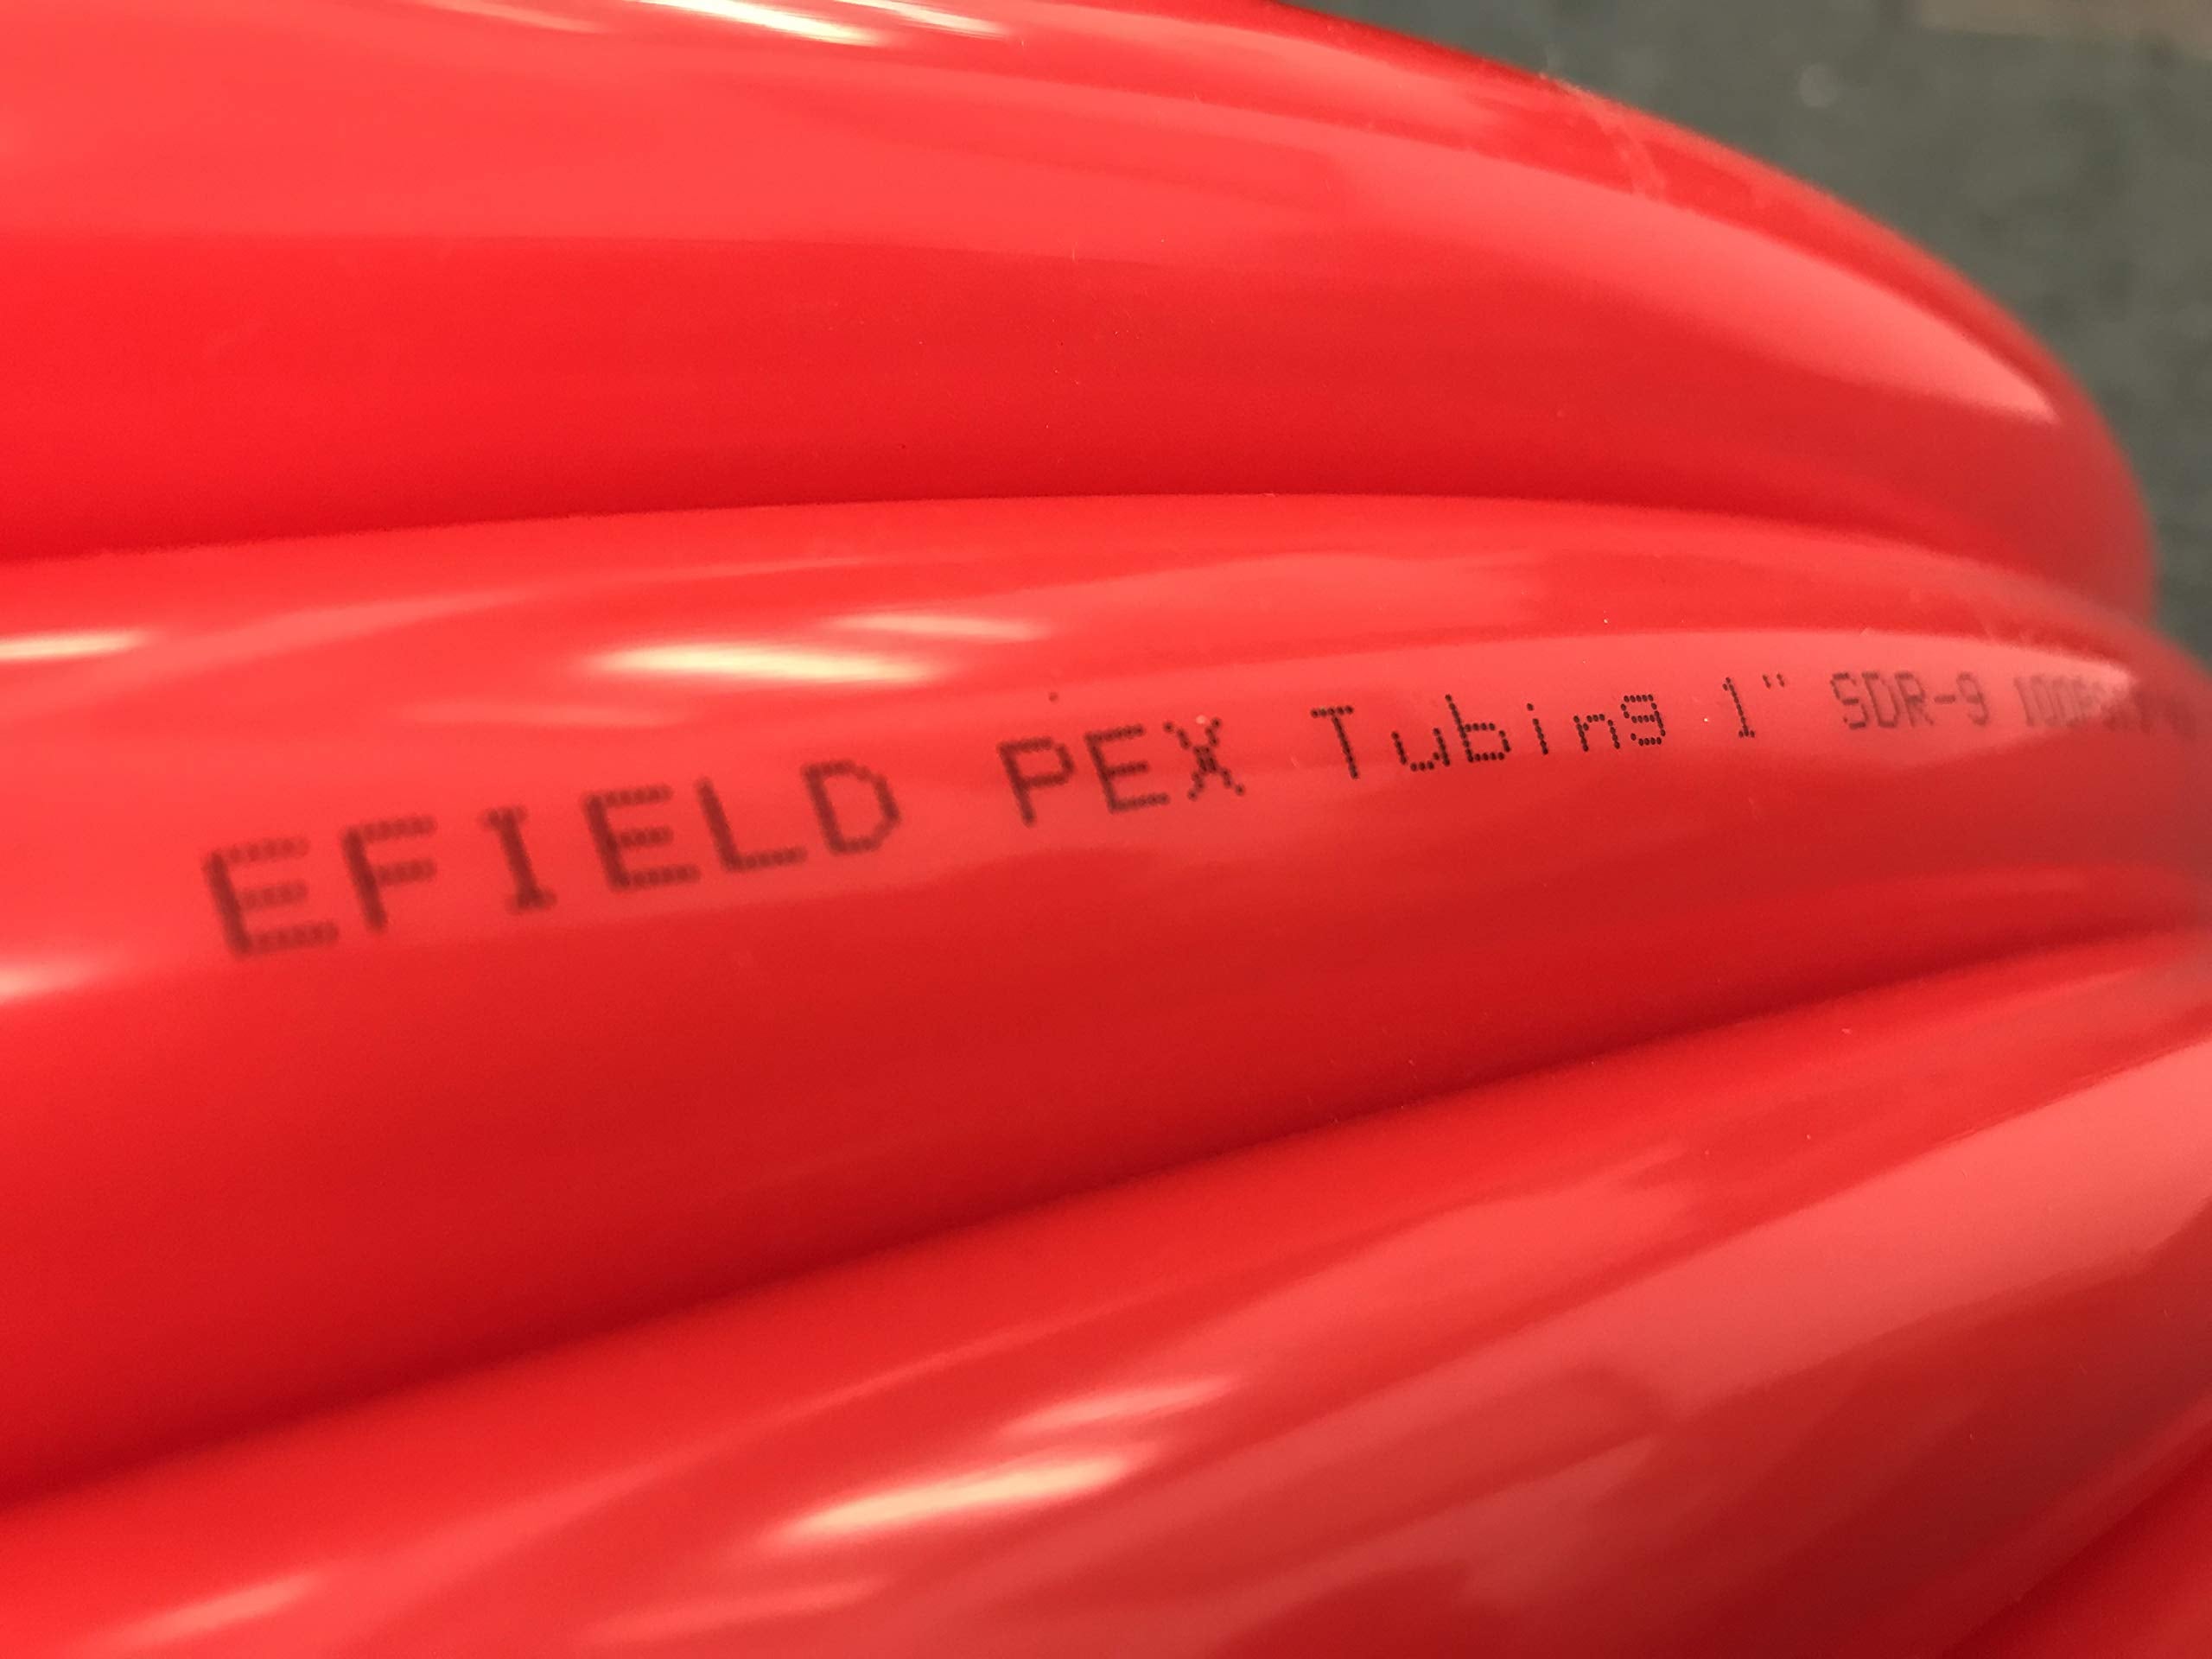 EFIELD PEX Tubing 1" SDR-9